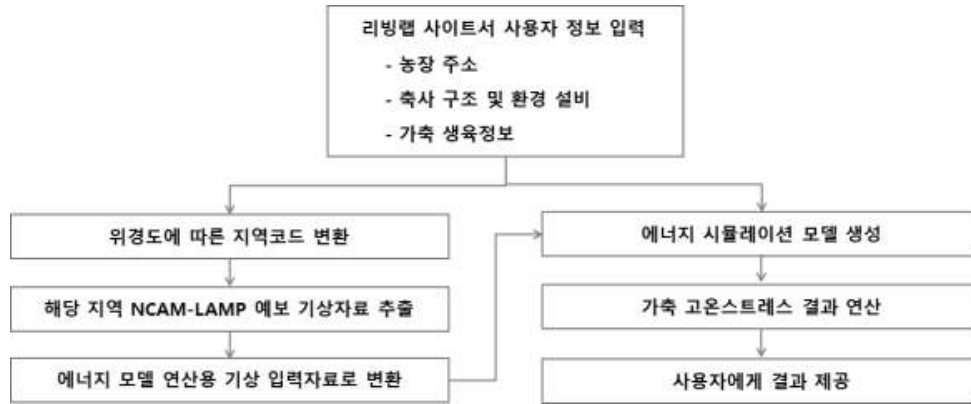 리빙랩 사이트서 사용자 정보 입력
- 농장 주소
- 축사 구조 및 환경 설비
- 가축 생육정보
위경도에 따른 지역코드 변환
해당 지역 NCAM-LAMP 예보 기상자료 추출
에너지 모델 연산용 기상 입력자료로 변환
에너지 시뮬레이션 모델 생성
가축 고온스트레스 결과 연산
사용자에게 결과 제공